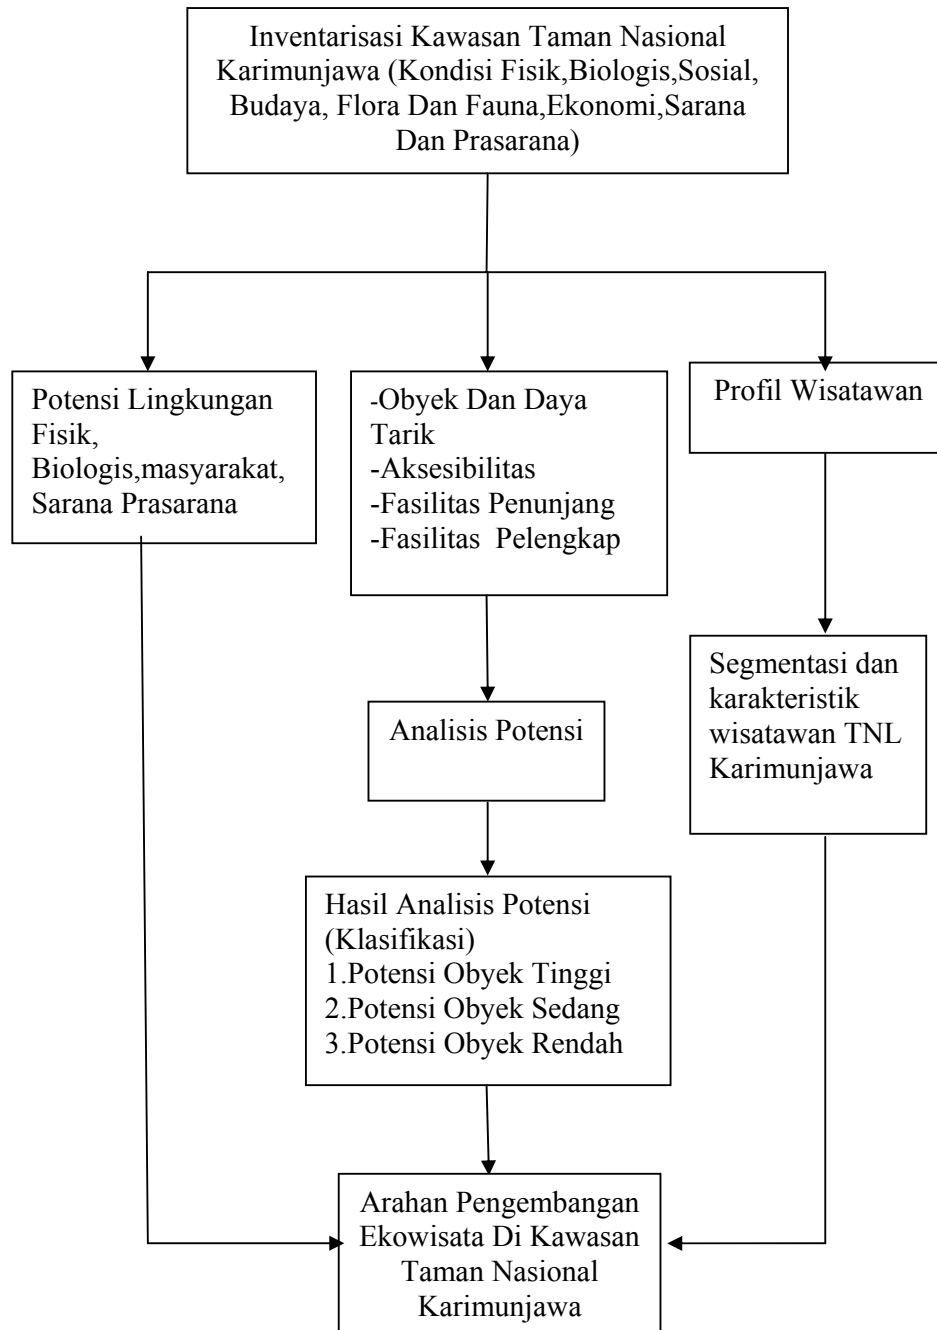 Inventarisasi Kawasan Taman Nasional
Karimunjawa (Kondisi Fisik,Biologis,Sosial,
Budaya, Flora Dan Fauna,Ekonomi,Sarana
Dan Prasarana)
Potensi Lingkungan
Fisik,
Biologis,masyarakat,
Sarana Prasarana
-Obyek Dan Daya
Tarik
-Aksesibilitas
-Fasilitas Penunjang
-Fasilitas  Pelengkap
Profil Wisatawan
Segmentasi dan
karakteristik
wisatawan TNL
Karimunjawa
Analisis Potensi
Hasil Analisis Potensi
(Klasifikasi)
1.Potensi Obyek Tinggi
2.Potensi Obyek Sedang
3.Potensi Obyek Rendah
Arahan Pengembangan
Ekowisata Di Kawasan
Taman Nasional
Karimunjawa